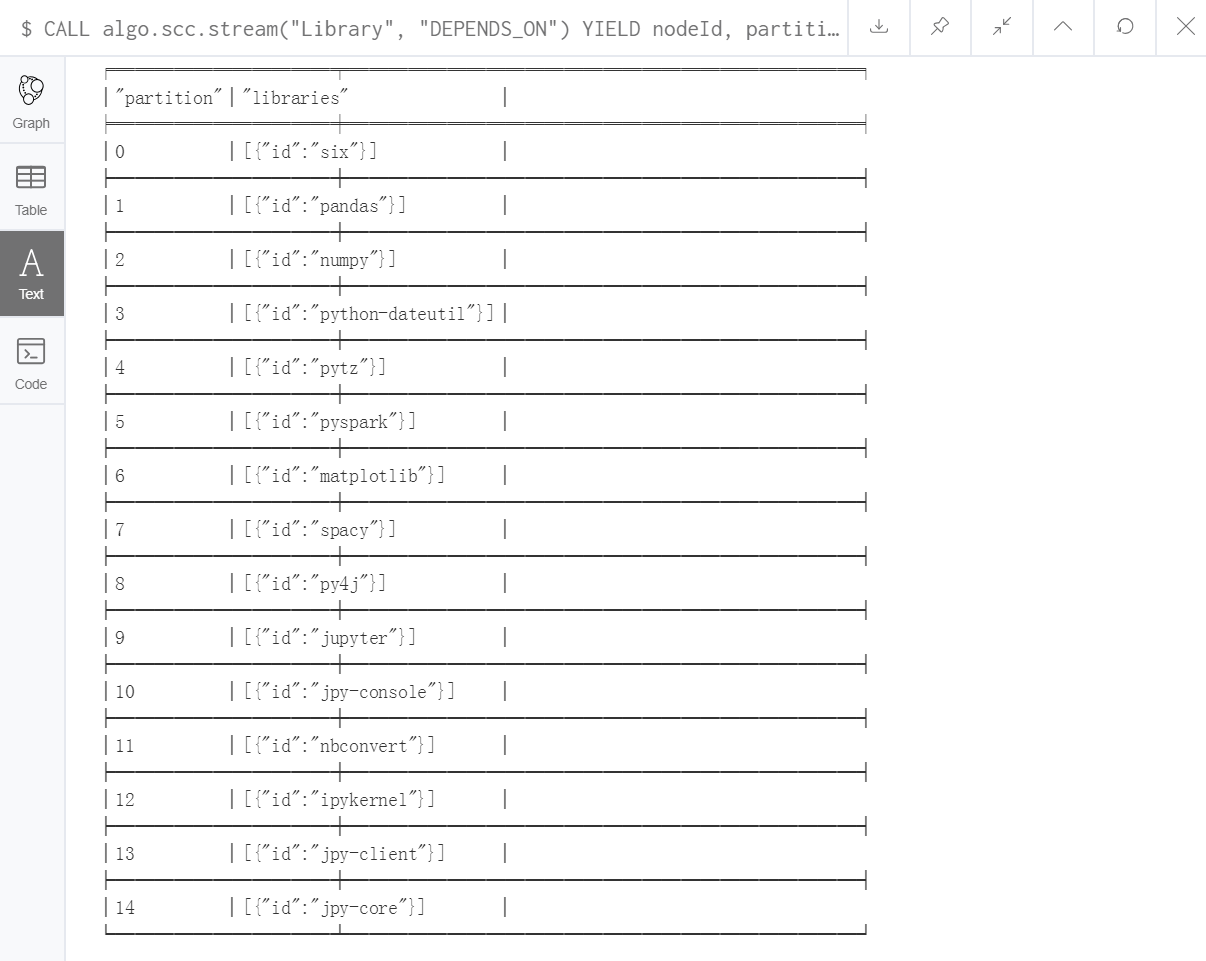 $ CALL algo.scc.stream("Library", "DEPENDS_ON") YIELD nodeId, partiti…
Graph
Table
Text
Code
"partition" "libraries"
0 [{"id":"six"}]
1 [{"id":"pandas"}]
2 [{"id":"numpy"}]
3 [{"id":"python-dateutil"}]
4 [{"id":"pytz"}]
5 [{"id":"pyspark"}]
6 [{"id":"matplotlib"}]
7 [{"id":"spacy"}]
8 [{"id":"py4j"}]
9 [{"id":"jupyter"}]
10 [{"id":"jpy-console"}]
11 [{"id":"nbconvert"}]
12 [{"id":"ipykernel"}]
13 [{"id":"jpy-client"}]
14 [{"id":"jpy-core"}]